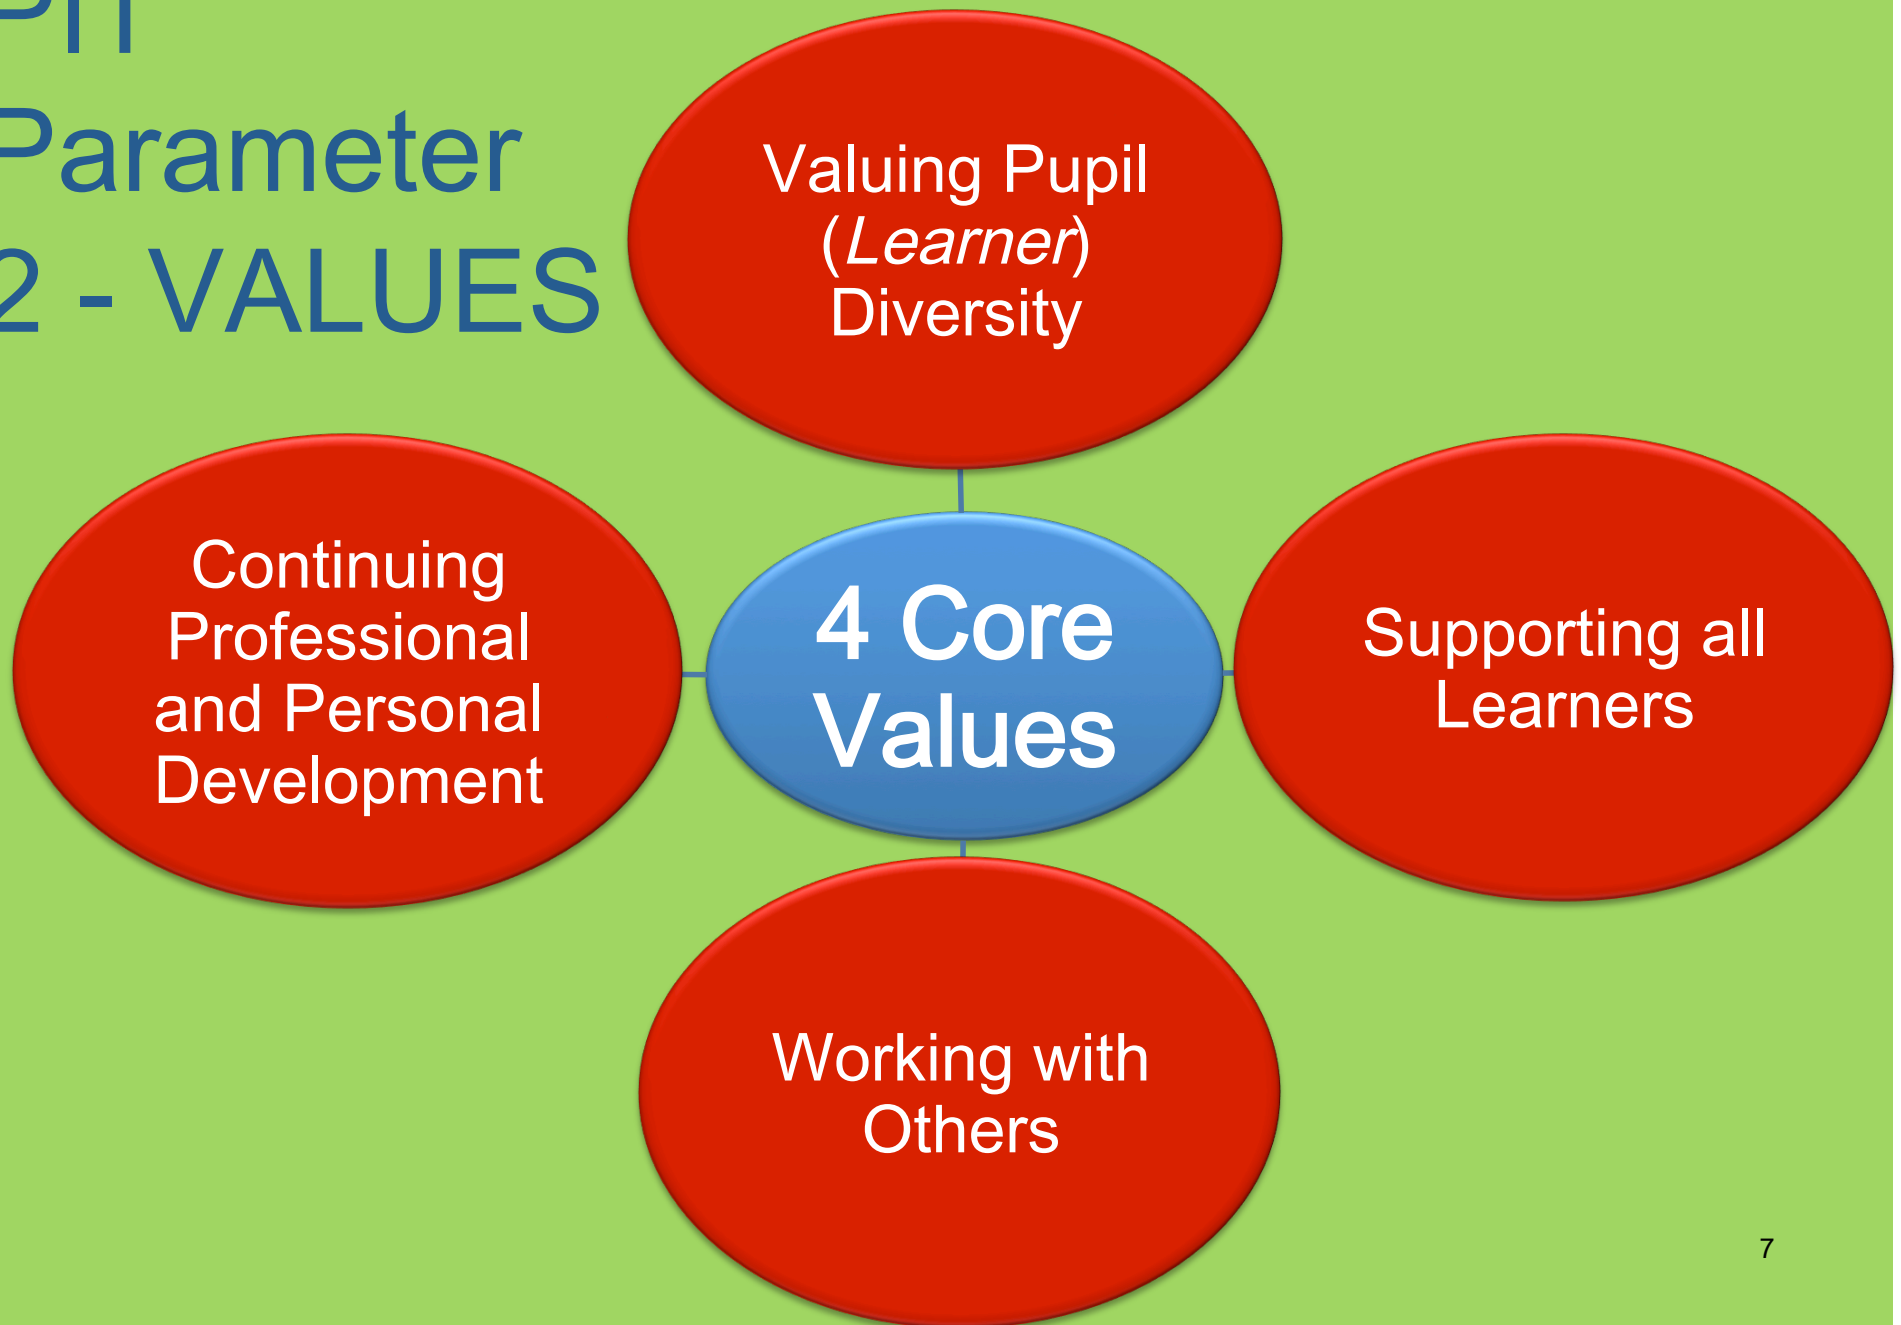 Parameter
2 - VALUES
Valuing Pupil
(Learner)
Diversity
Continuing
Professional
and Personal
Development
4 Core
Values
Supporting all
Learners
Working with
Others
7